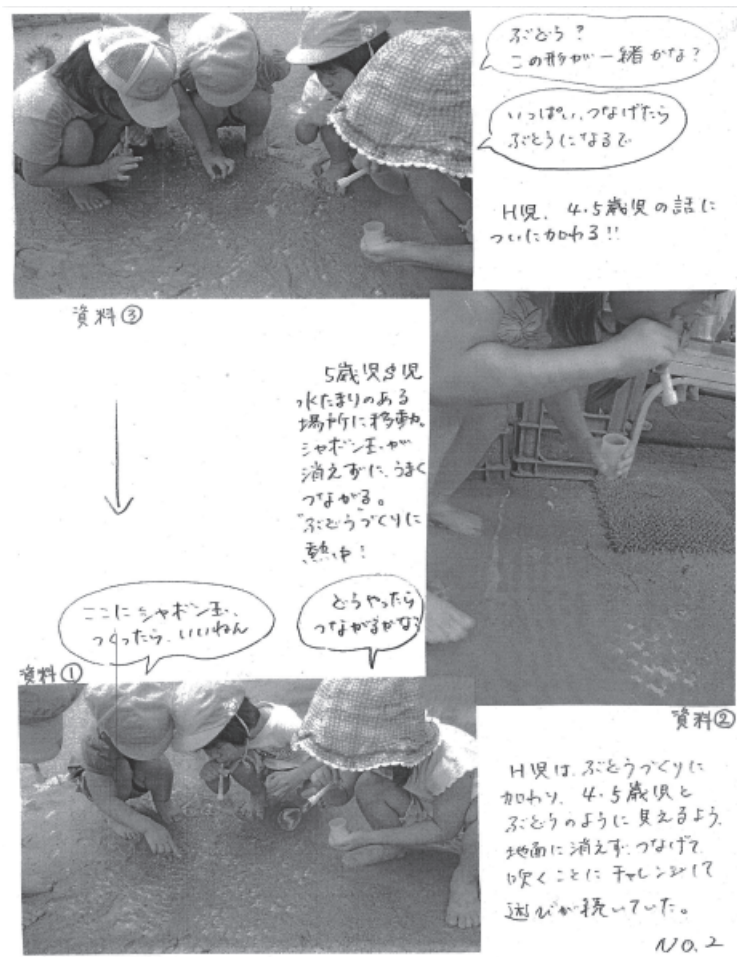 ぶどう?
この形が一緒かな?
いっぱい、つなげたら
ぶどうになるで
H児、4・5歳児の話に
ついに加わる!!
資料③
5歳児S児
水たまりのある
場所に移動。
シャボン玉が
消えずに、うまく
つながる。
"ぶどう"づくりに
熱中!
ここにシャボン玉、
つくったら、いいねん
どうやったら
つながるかな?
資料①
資料②
H児は、ぶどうづくりに
加わり、4・5歳児と
ぶどうのように見えるよう、
地面に消えず、つなげて
吹くことにチャレンジして
遊びが続いていた。
NO.2